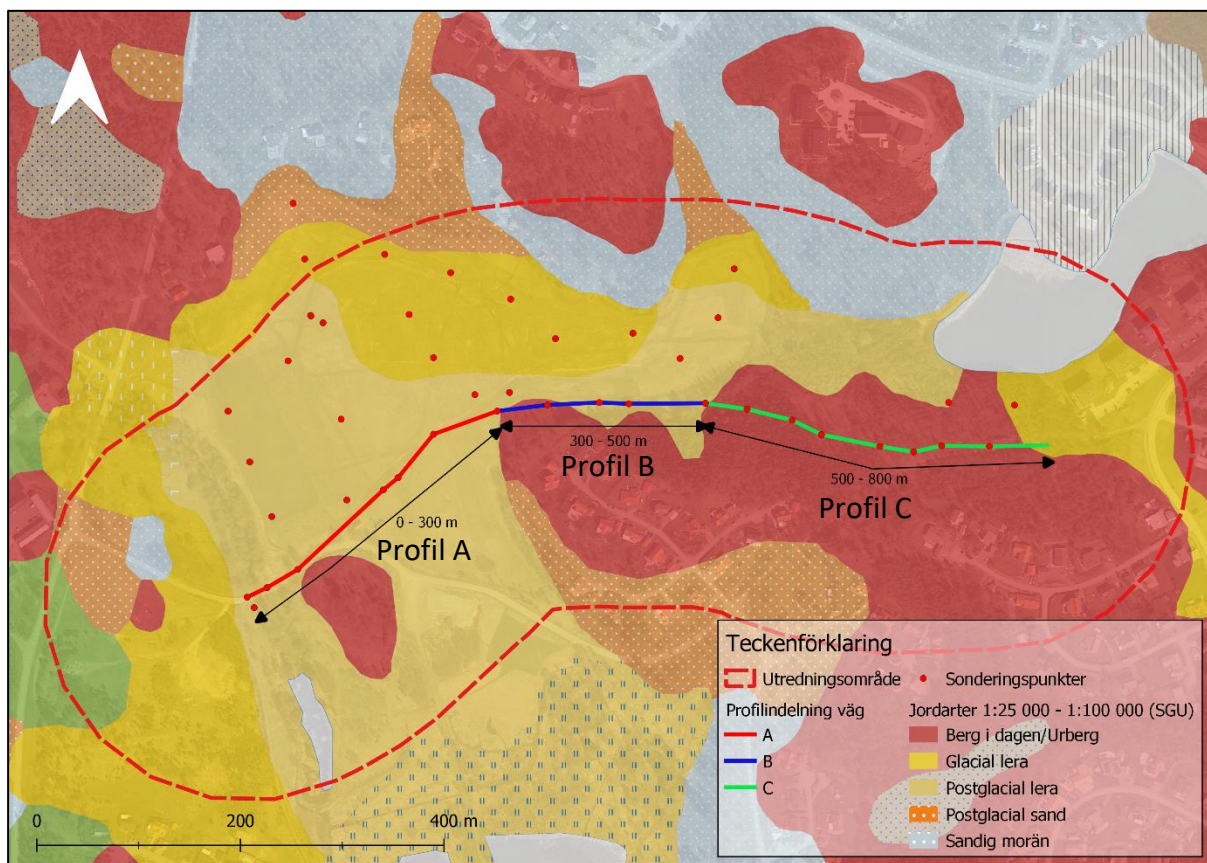 300 - 500 m
Profil B
500 - 800 m
Profil C
0 - 300 m
Profil A
Teckenförklaring
Utredningsområde
Sonderingspunkter
Profilindelning väg
Jordarter 1:25 000 - 1:100 000 (SGU)
A
Berg i dagen/Urberg
B
Glacial lera
C
Postglacial lera
Postglacial sand
Sandig morän
0 200 400 m